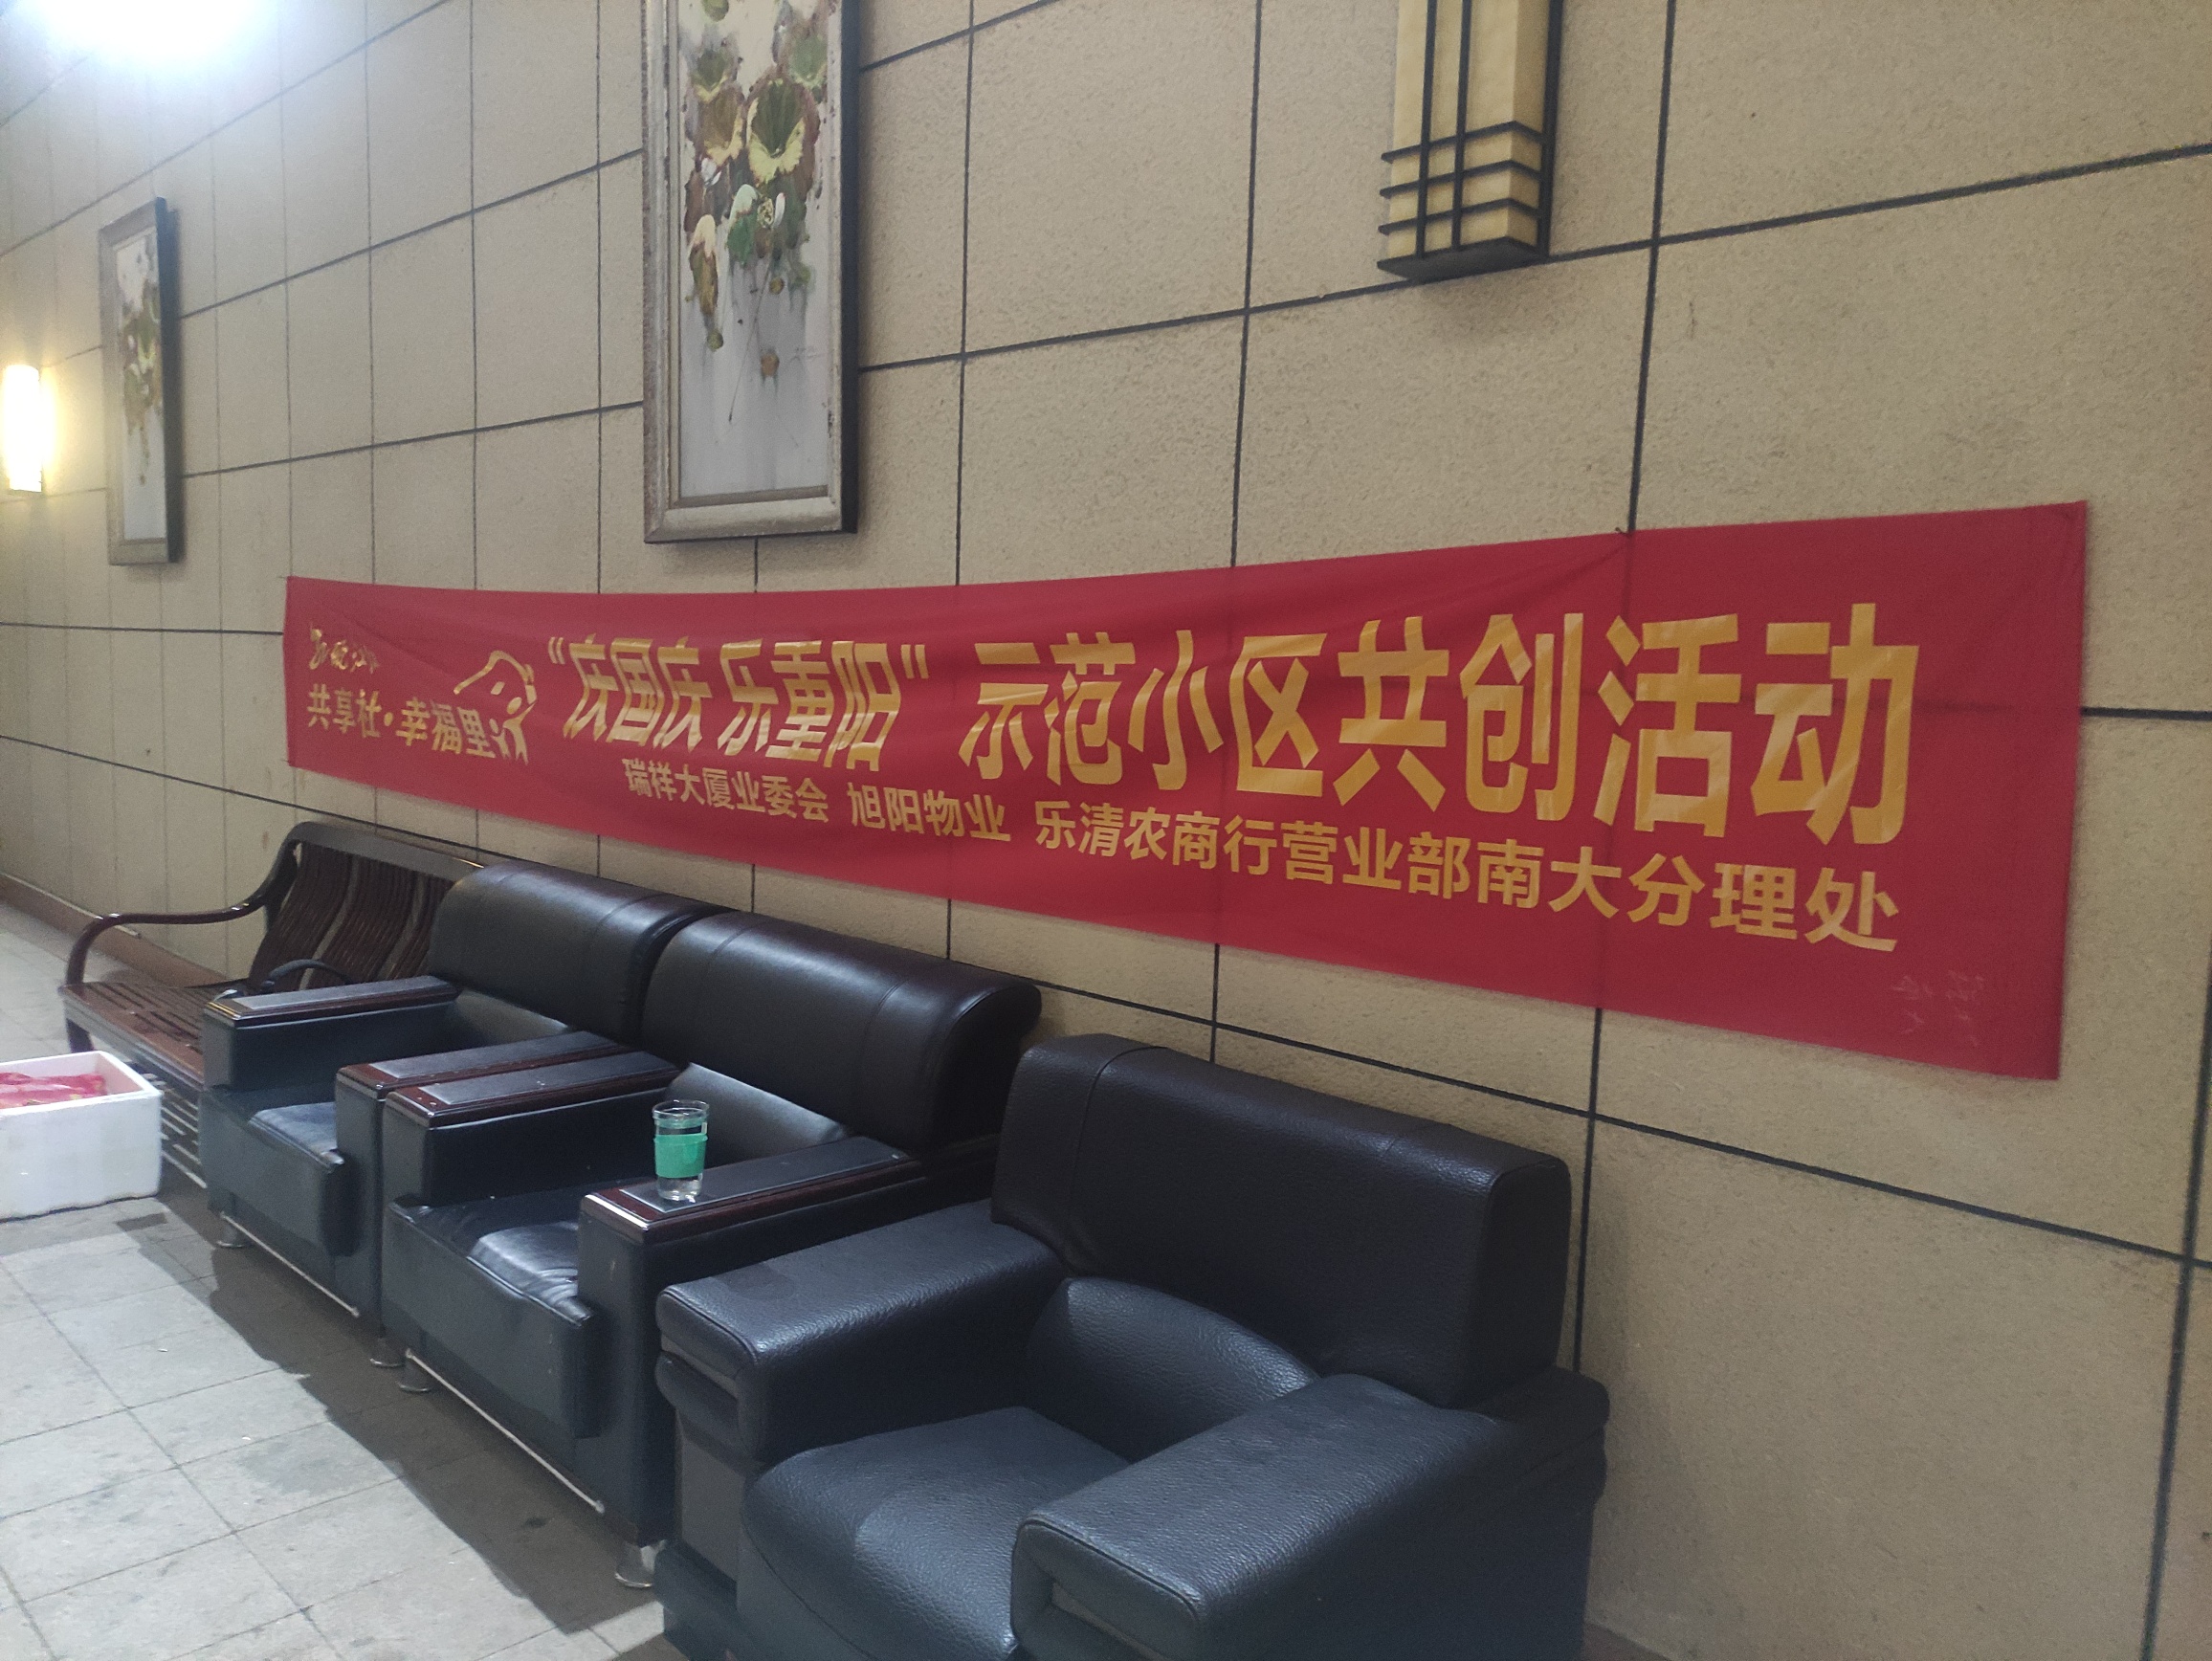 共享社·幸福里
“庆国庆 乐重阳”示范小区共创活动
瑞祥大厦业委会 旭阳物业 乐清农商行营业部南大分理处